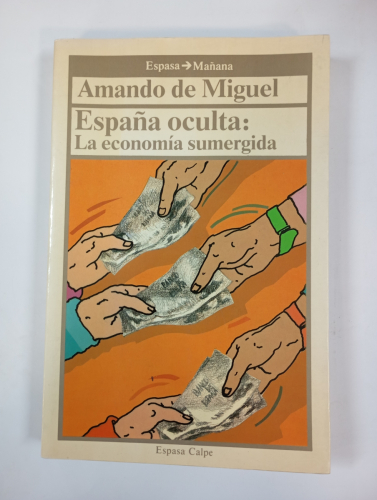 Espasa→Mañana
Amando de Miguel
España oculta:
La economía sumergida
Espasa Calpe